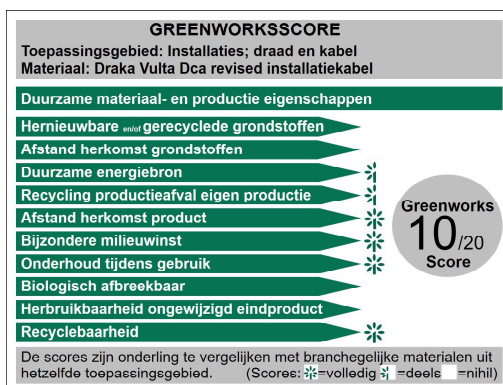 GREENWORKSSCORE
Toepassingsgebied: Installaties; draad en kabel
Materiaal: Draka Vulta Dca revised installatiekabel
Duurzame materiaal- en productie eigenschappen
Hernieuwbare en/of gerecyclede grondstoffen
Afstand herkomst grondstoffen
Duurzame energiebron
Recycling productieafval eigen productie
Afstand herkomst product
Bijzondere milieuwinst
Onderhoud tijdens gebruik
Biologisch afbreekbaar
Herbruikbaarheid ongewijzigd eindproduct
Recyclebaarheid
Greenworks
10/20
Score
De scores zijn onderling te vergelijken met branchegelijke materialen uit
hetzelfde toepassingsgebied. (Scores: =volledig =deels =nihil)